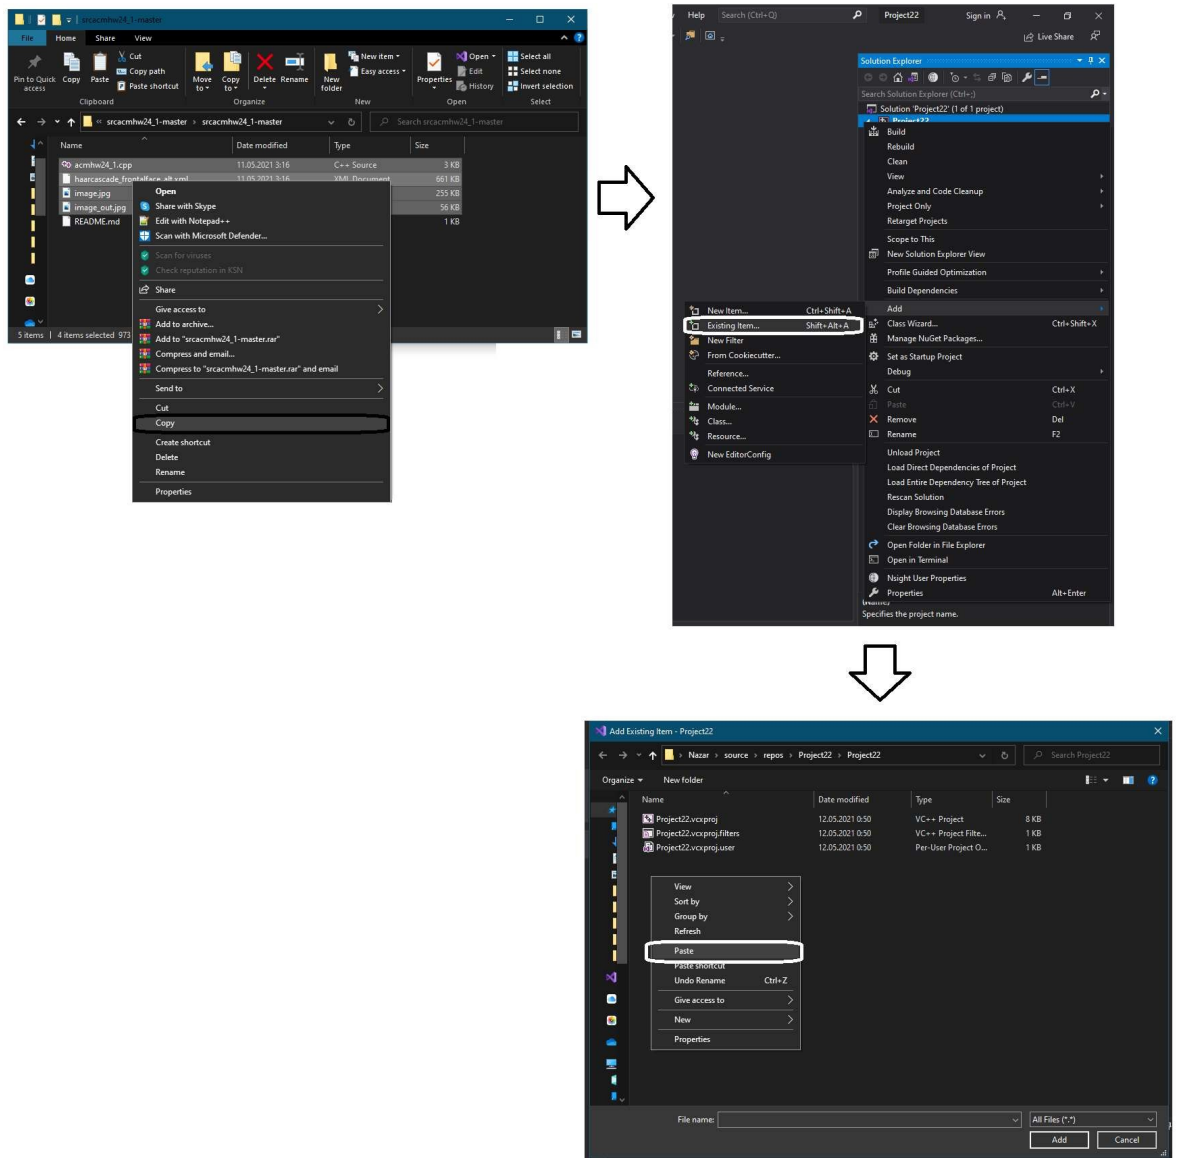 srcacmhw24_1-master
File Home Share View
Pin to Quick access
Copy
Paste
Cut
Copy path
Paste shortcut
Clipboard
Move to
Copy to
Delete
Rename
Organize
New folder
New item
Easy access
New
Properties
Open
Edit
History
Open
Select all
Select none
Invert selection
Select
« srcacmhw24_1-master › srcacmhw24_1-master
Search srcacmhw24_1-master
Name Date modified Type Size
acmhw24_1.cpp 11.05.2021 3:16 C++ Source 3 KB
haarcascade_frontalface_alt.xml 11.05.2021 3:16 XML Document 661 KB
image.jpg 255 KB
image_out.jpg 56 KB
README.md 1 KB
5 items 4 items selected 973
Open
Share with Skype
Edit with Notepad++
Scan with Microsoft Defender...
Scan for viruses
Check reputation in KSN
Share
Give access to
Add to archive...
Add to "srcacmhw24_1-master.rar"
Compress and email...
Compress to "srcacmhw24_1-master.rar" and email
Send to
Cut
Copy
Create shortcut
Delete
Rename
Properties
Help Search (Ctrl+Q) Project22 Sign in
Live Share
Solution Explorer
Search Solution Explorer (Ctrl+;)
Solution 'Project22' (1 of 1 project)
Project22
Build
Rebuild
Clean
View
Analyze and Code Cleanup
Project Only
Retarget Projects
Scope to This
New Solution Explorer View
Profile Guided Optimization
Build Dependencies
Add
Class Wizard... Ctrl+Shift+X
Manage NuGet Packages...
Set as Startup Project
Debug
Cut Ctrl+X
Paste Ctrl+V
Remove Del
Rename F2
Unload Project
Load Direct Dependencies of Project
Load Entire Dependency Tree of Project
Rescan Solution
Display Browsing Database Errors
Clear Browsing Database Errors
Open Folder in File Explorer
Open in Terminal
Nsight User Properties
Properties Alt+Enter
(Name)
Specifies the project name.
New Item... Ctrl+Shift+A
Existing Item... Shift+Alt+A
New Filter
From Cookiecutter...
Reference...
Connected Service
Module...
Class...
Resource...
New EditorConfig
Add Existing Item - Project22
› Nazar › source › repos › Project22 › Project22
Search Project22
Organize New folder
Name Date modified Type Size
Project22.vcxproj 12.05.2021 0:50 VC++ Project 8 KB
Project22.vcxproj.filters 12.05.2021 0:50 VC++ Project Filte... 1 KB
Project22.vcxproj.user 12.05.2021 0:50 Per-User Project O... 1 KB
View
Sort by
Group by
Refresh
Paste
Paste shortcut
Undo Rename Ctrl+Z
Give access to
New
Properties
File name: All Files (*.*)
Add Cancel